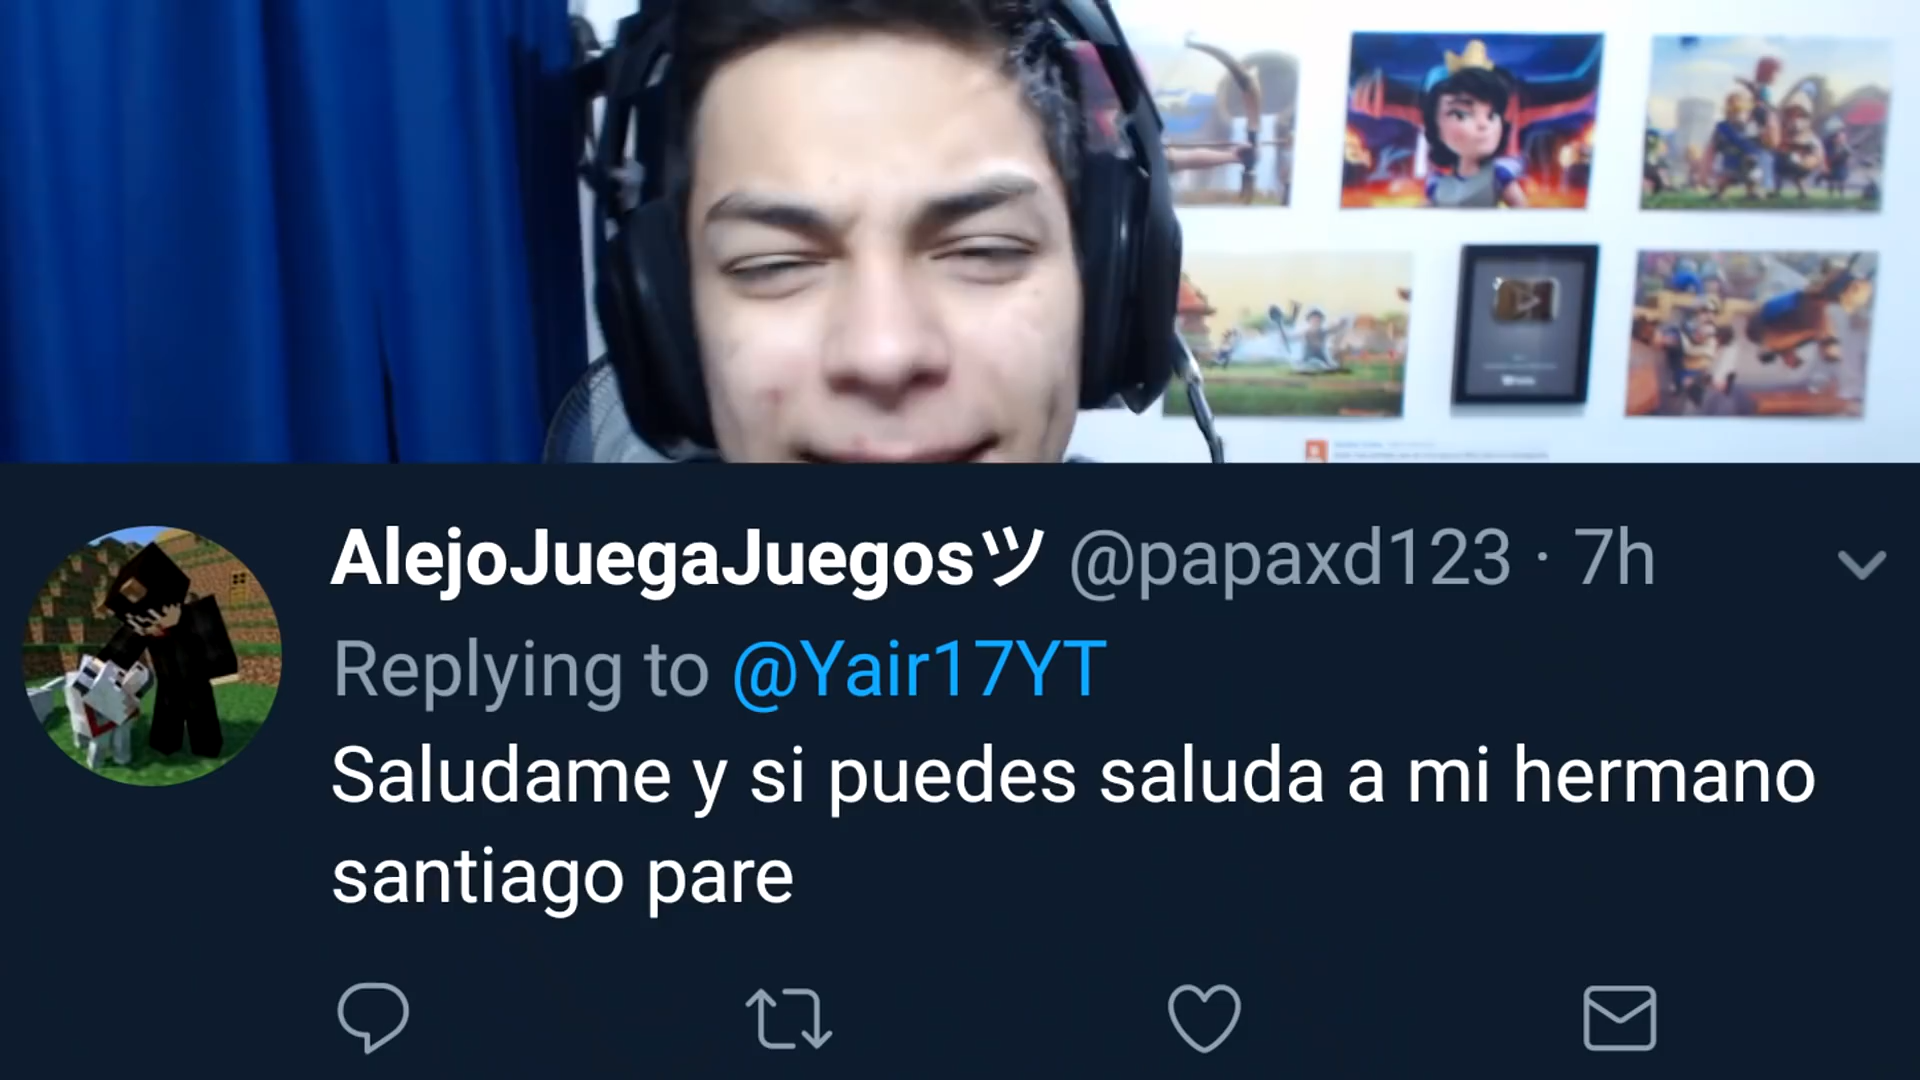 AlejoJuegaJuegosツ @papaxd123 · 7h
Replying to @Yair17YT
Saludame y si puedes saluda a mi hermano
santiago pare